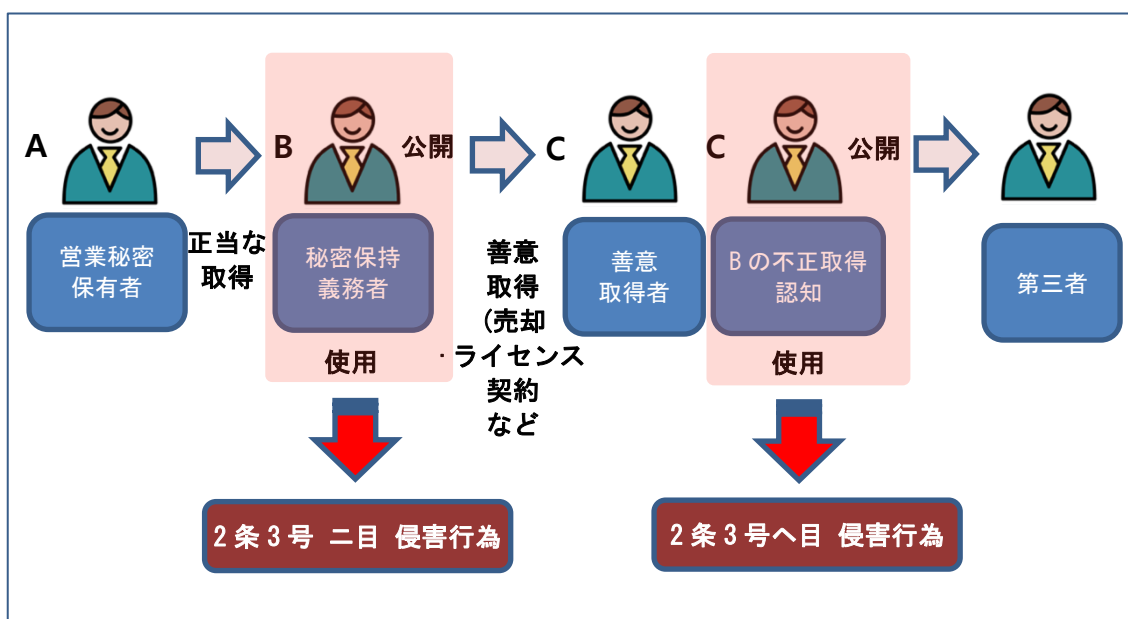 A
営業秘密
保有者
正当な
取得
B
公開
秘密保持
義務者
使用
善意
取得
(売却
・ライセンス
契約
など
C
善意
取得者
C
公開
Bの不正取得
認知
使用
第三者
2条3号 ニ目 侵害行為
2条3号ヘ目 侵害行為